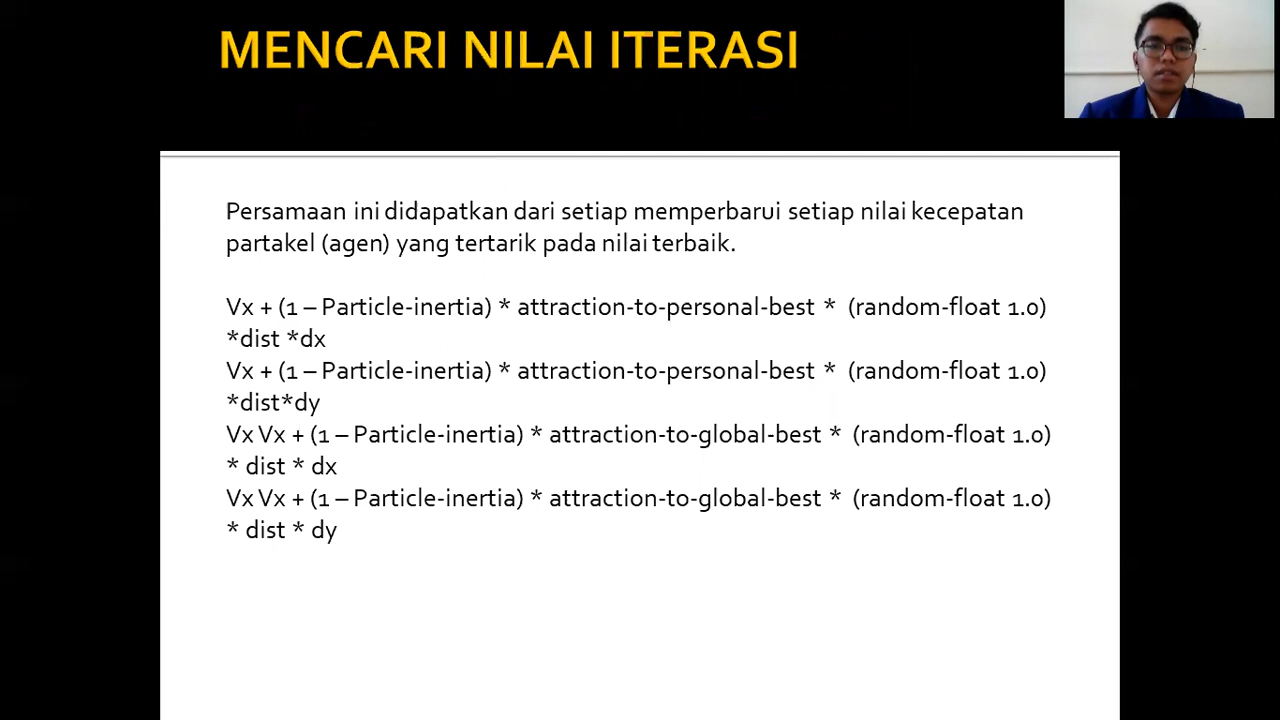 MENCARI NILAI ITERASI
Persamaan ini didapatkan dari setiap memperbarui setiap nilai kecepatan
partakel (agen) yang tertarik pada nilai terbaik.
Vx + (1 – Particle-inertia) * attraction-to-personal-best * (random-float 1.0)
*dist *dx
Vx + (1 – Particle-inertia) * attraction-to-personal-best * (random-float 1.0)
*dist*dy
Vx Vx + (1 – Particle-inertia) * attraction-to-global-best * (random-float 1.0)
* dist * dx
Vx Vx + (1 – Particle-inertia) * attraction-to-global-best * (random-float 1.0)
* dist * dy